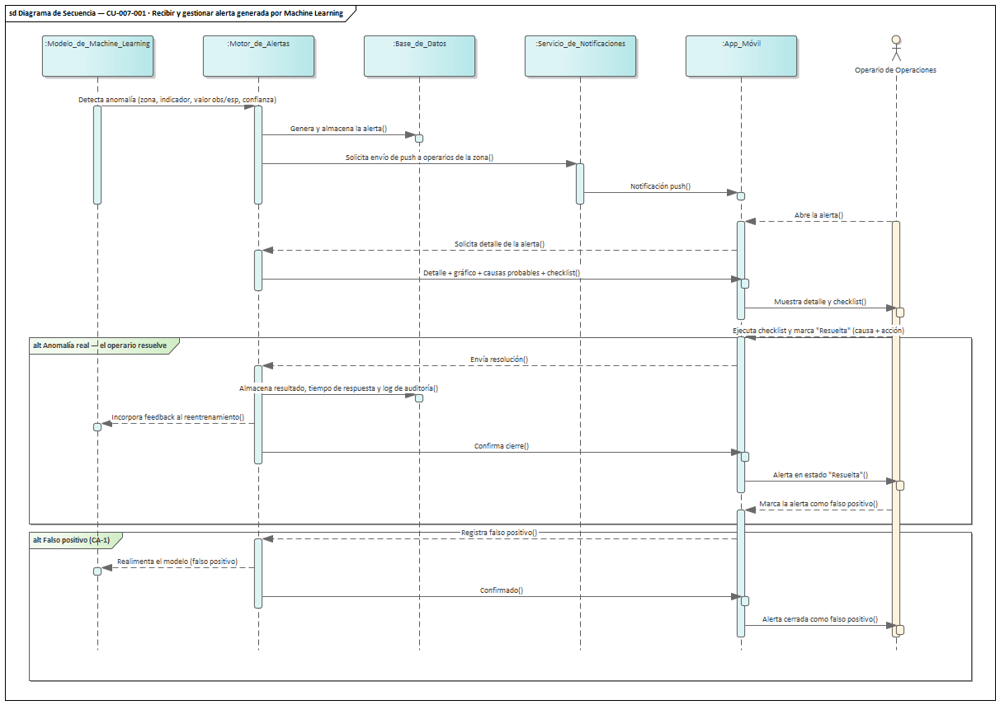 sd Diagrama de Secuencia — CU-007-001 · Recibir y gestionar alerta generada por Machine Learning
:Modelo_de_Machine_Learning
:Motor_de_Alertas
:Base_de_Datos
:Servicio_de_Notificaciones
:App_Móvil
Operario de Operaciones
Detecta anomalía (zona, indicador, valor obs/esp, confianza)
Genera y almacena la alerta()
Solicita envío de push a operarios de la zona()
Notificación push()
Abre la alerta()
Solicita detalle de la alerta()
Detalle + gráfico + causas probables + checklist()
Muestra detalle y checklist()
Ejecuta checklist y marca "Resuelta" (causa + acción)
alt Anomalía real — el operario resuelve
Envía resolución()
Almacena resultado, tiempo de respuesta y log de auditoría()
Incorpora feedback al reentrenamiento()
Confirma cierre()
Alerta en estado "Resuelta"()
Marca la alerta como falso positivo()
alt Falso positivo (CA-1)
Registra falso positivo()
Realimenta el modelo (falso positivo)
Confirmado()
Alerta cerrada como falso positivo()